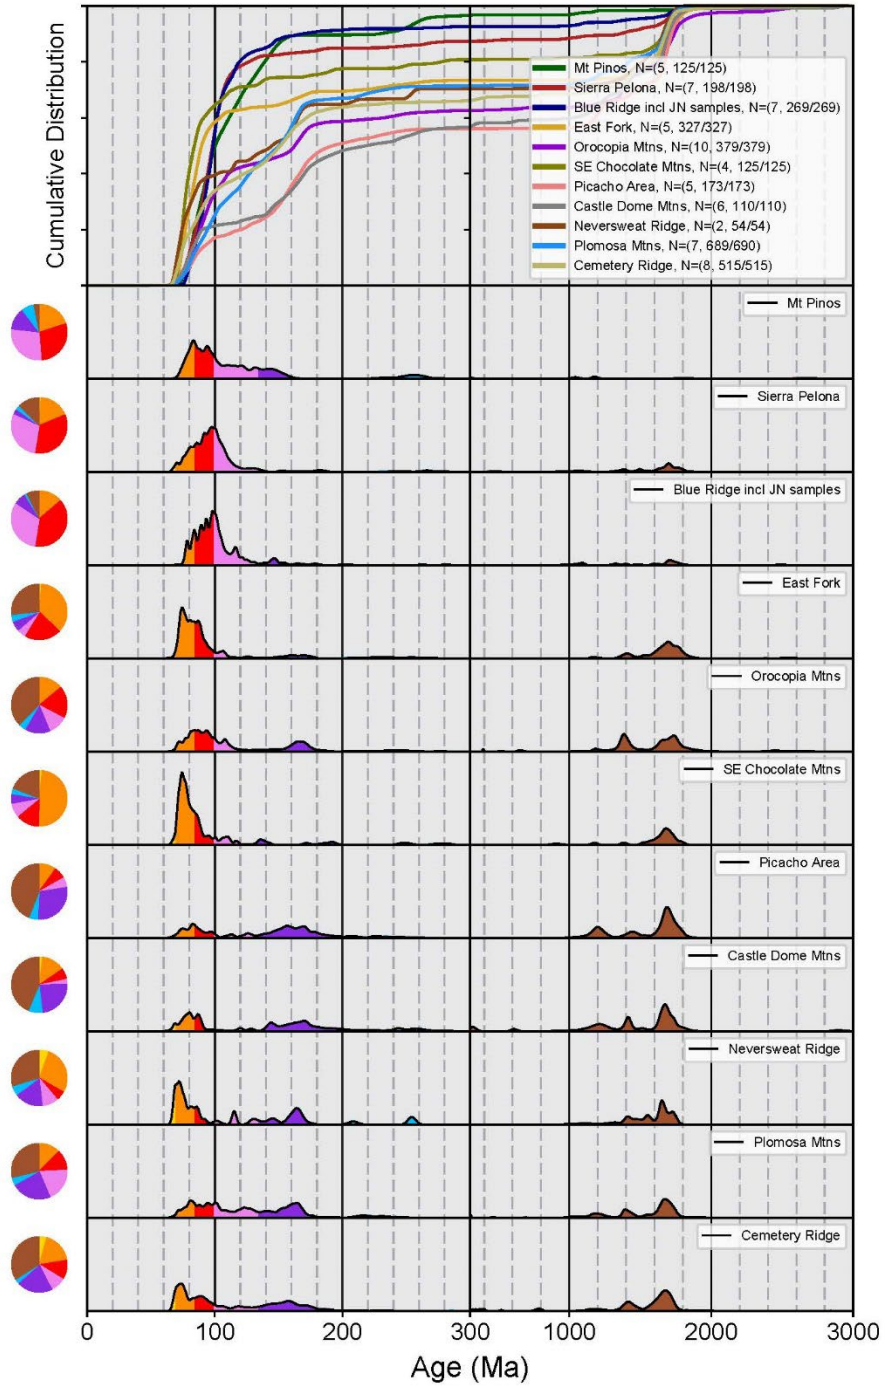 Cumulative Distribution
Mt Pinos, N=(5, 125/125)
Sierra Pelona, N=(7, 198/198)
Blue Ridge incl JN samples, N=(7, 269/269)
East Fork, N=(5, 327/327)
Orocopia Mtns, N=(10, 379/379)
SE Chocolate Mtns, N=(4, 125/125)
Picacho Area, N=(5, 173/173)
Castle Dome Mtns, N=(6, 110/110)
Neversweat Ridge, N=(2, 54/54)
Plomosa Mtns, N=(7, 689/690)
Cemetery Ridge, N=(8, 515/515)
Mt Pinos
Sierra Pelona
Blue Ridge incl JN samples
East Fork
Orocopia Mtns
SE Chocolate Mtns
Picacho Area
Castle Dome Mtns
Neversweat Ridge
Plomosa Mtns
Cemetery Ridge
0 100 200 300 1000 2000 3000
Age (Ma)